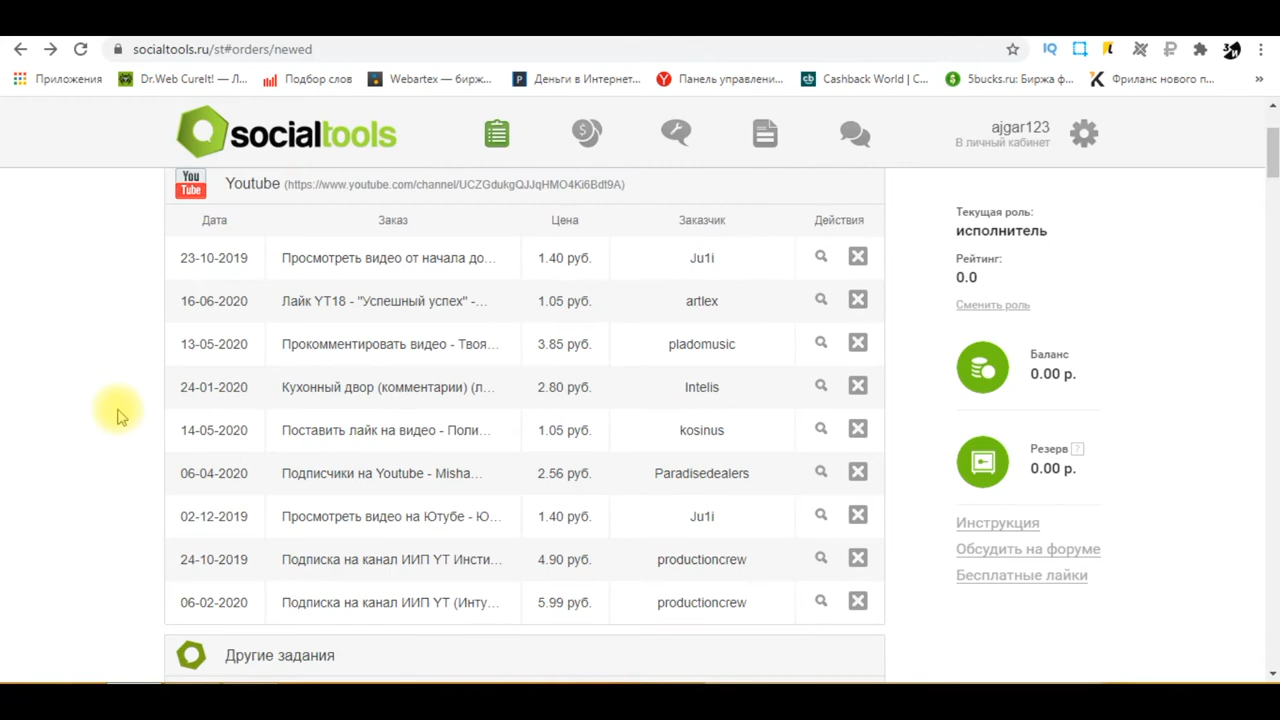 socialtools.ru/st#orders/newed
Приложения Dr.Web CureIt! — Л... Подбор слов Webartex — бирж... Деньги в Интернет... Панель управлени... Cashback World | C... 5bucks.ru: Биржа ф... Фриланс нового п... »
socialtools
ajgar123
В личный кабинет
You Tube Youtube (https://www.youtube.com/channel/UCZGdukgQJJqHMO4Ki6Bdt9A)
Дата Заказ Цена Заказчик Действия
23-10-2019 Просмотреть видео от начала до... 1.40 руб. Ju1i
16-06-2020 Лайк YT18 - "Успешный успех" -... 1.05 руб. artlex
13-05-2020 Прокомментировать видео - Твоя... 3.85 руб. pladomusic
24-01-2020 Кухонный двор (комментарии) (л... 2.80 руб. Intelis
14-05-2020 Поставить лайк на видео - Поли... 1.05 руб. kosinus
06-04-2020 Подписчики на Youtube - Misha... 2.56 руб. Paradisedealers
02-12-2019 Просмотреть видео на Ютубе - Ю... 1.40 руб. Ju1i
24-10-2019 Подписка на канал ИИП YT Инсти... 4.90 руб. productioncrew
06-02-2020 Подписка на канал ИИП YT (Инту... 5.99 руб. productioncrew
Другие задания
Текущая роль:
исполнитель
Рейтинг:
0.0
Сменить роль
Баланс
0.00 р.
Резерв ?
0.00 р.
Инструкция
Обсудить на форуме
Бесплатные лайки